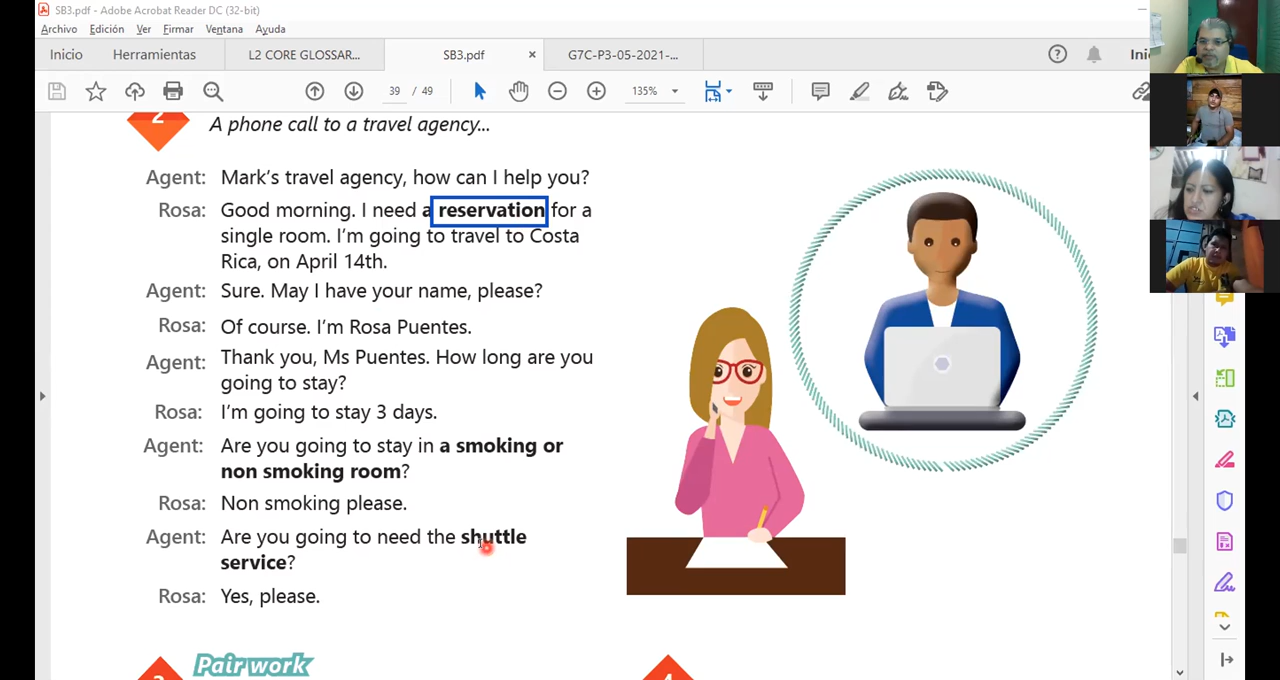 SB3.pdf - Adobe Acrobat Reader DC (32-bit)
Archivo Edición Ver Firmar Ventana Ayuda
Inicio Herramientas L2 CORE GLOSSAR... SB3.pdf × G7C-P3-05-2021-... Ini
39 / 49 135%
2
A phone call to a travel agency...
Agent: Mark's travel agency, how can I help you?
Rosa: Good morning. I need a reservation for a
single room. I'm going to travel to Costa
Rica, on April 14th.
Agent: Sure. May I have your name, please?
Rosa: Of course. I'm Rosa Puentes.
Agent: Thank you, Ms Puentes. How long are you
going to stay?
Rosa: I'm going to stay 3 days.
Agent: Are you going to stay in a smoking or
non smoking room?
Rosa: Non smoking please.
Agent: Are you going to need the shuttle
service?
Rosa: Yes, please.
Pair work